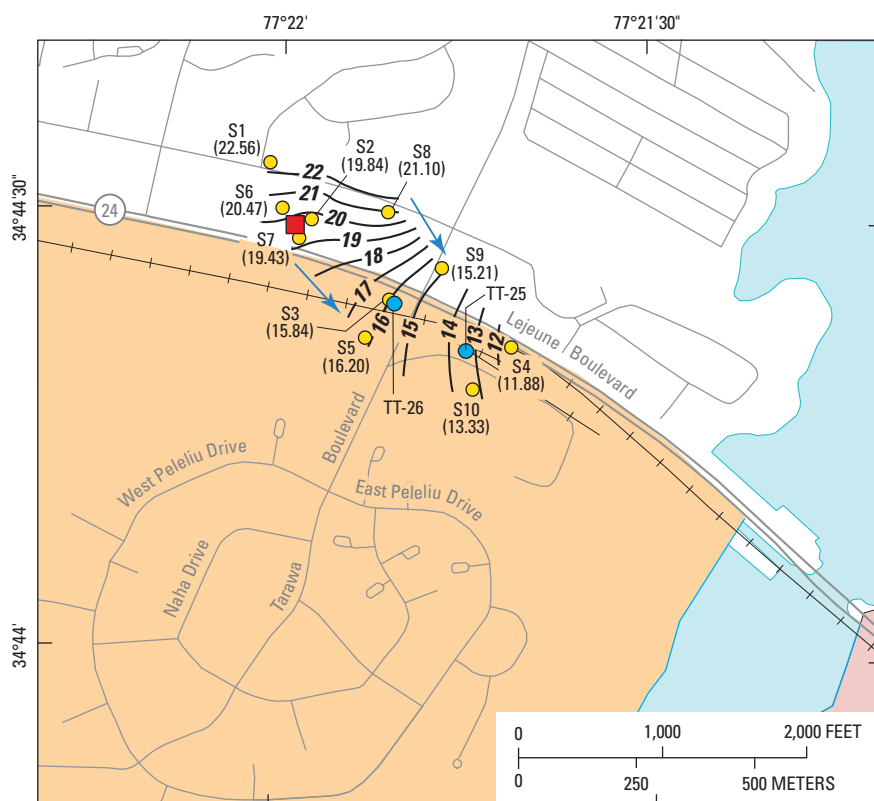 77°22'
77°21'30"
34°44'30"
34°44'
24
S1
(22.56)
S2
(19.84)
S8
(21.10)
S6
(20.47)
S7
(19.43)
S9
(15.21)
TT-25
S3
(15.84)
S5
(16.20)
S4
(11.88)
S10
(13.33)
TT-26
22
21
20
19
18
17
16
15
14
13
12
Lejeune Boulevard
West Peleliu Drive
East Peleliu Drive
Naha Drive
Tarawa Boulevard
0 1,000 2,000 FEET
0 250 500 METERS